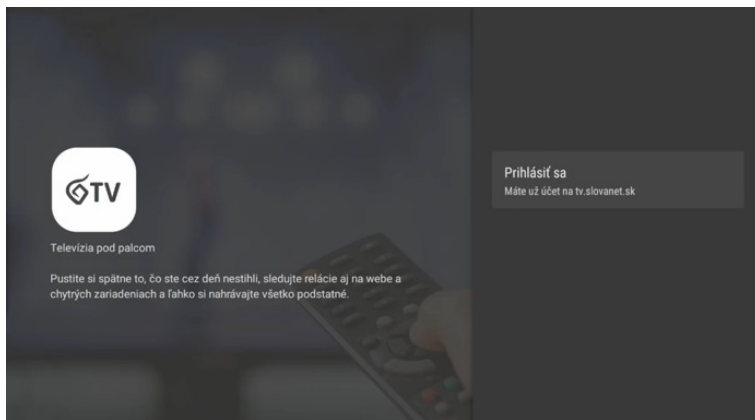 TV
Televízia pod palcom
Pustite si spätne to, čo ste cez deň nestihli, sledujte relácie aj na webe a
chytrých zariadeniach a ľahko si nahrávajte všetko podstatné.
Prihlásiť sa
Máte už účet na tv.slovanet.sk